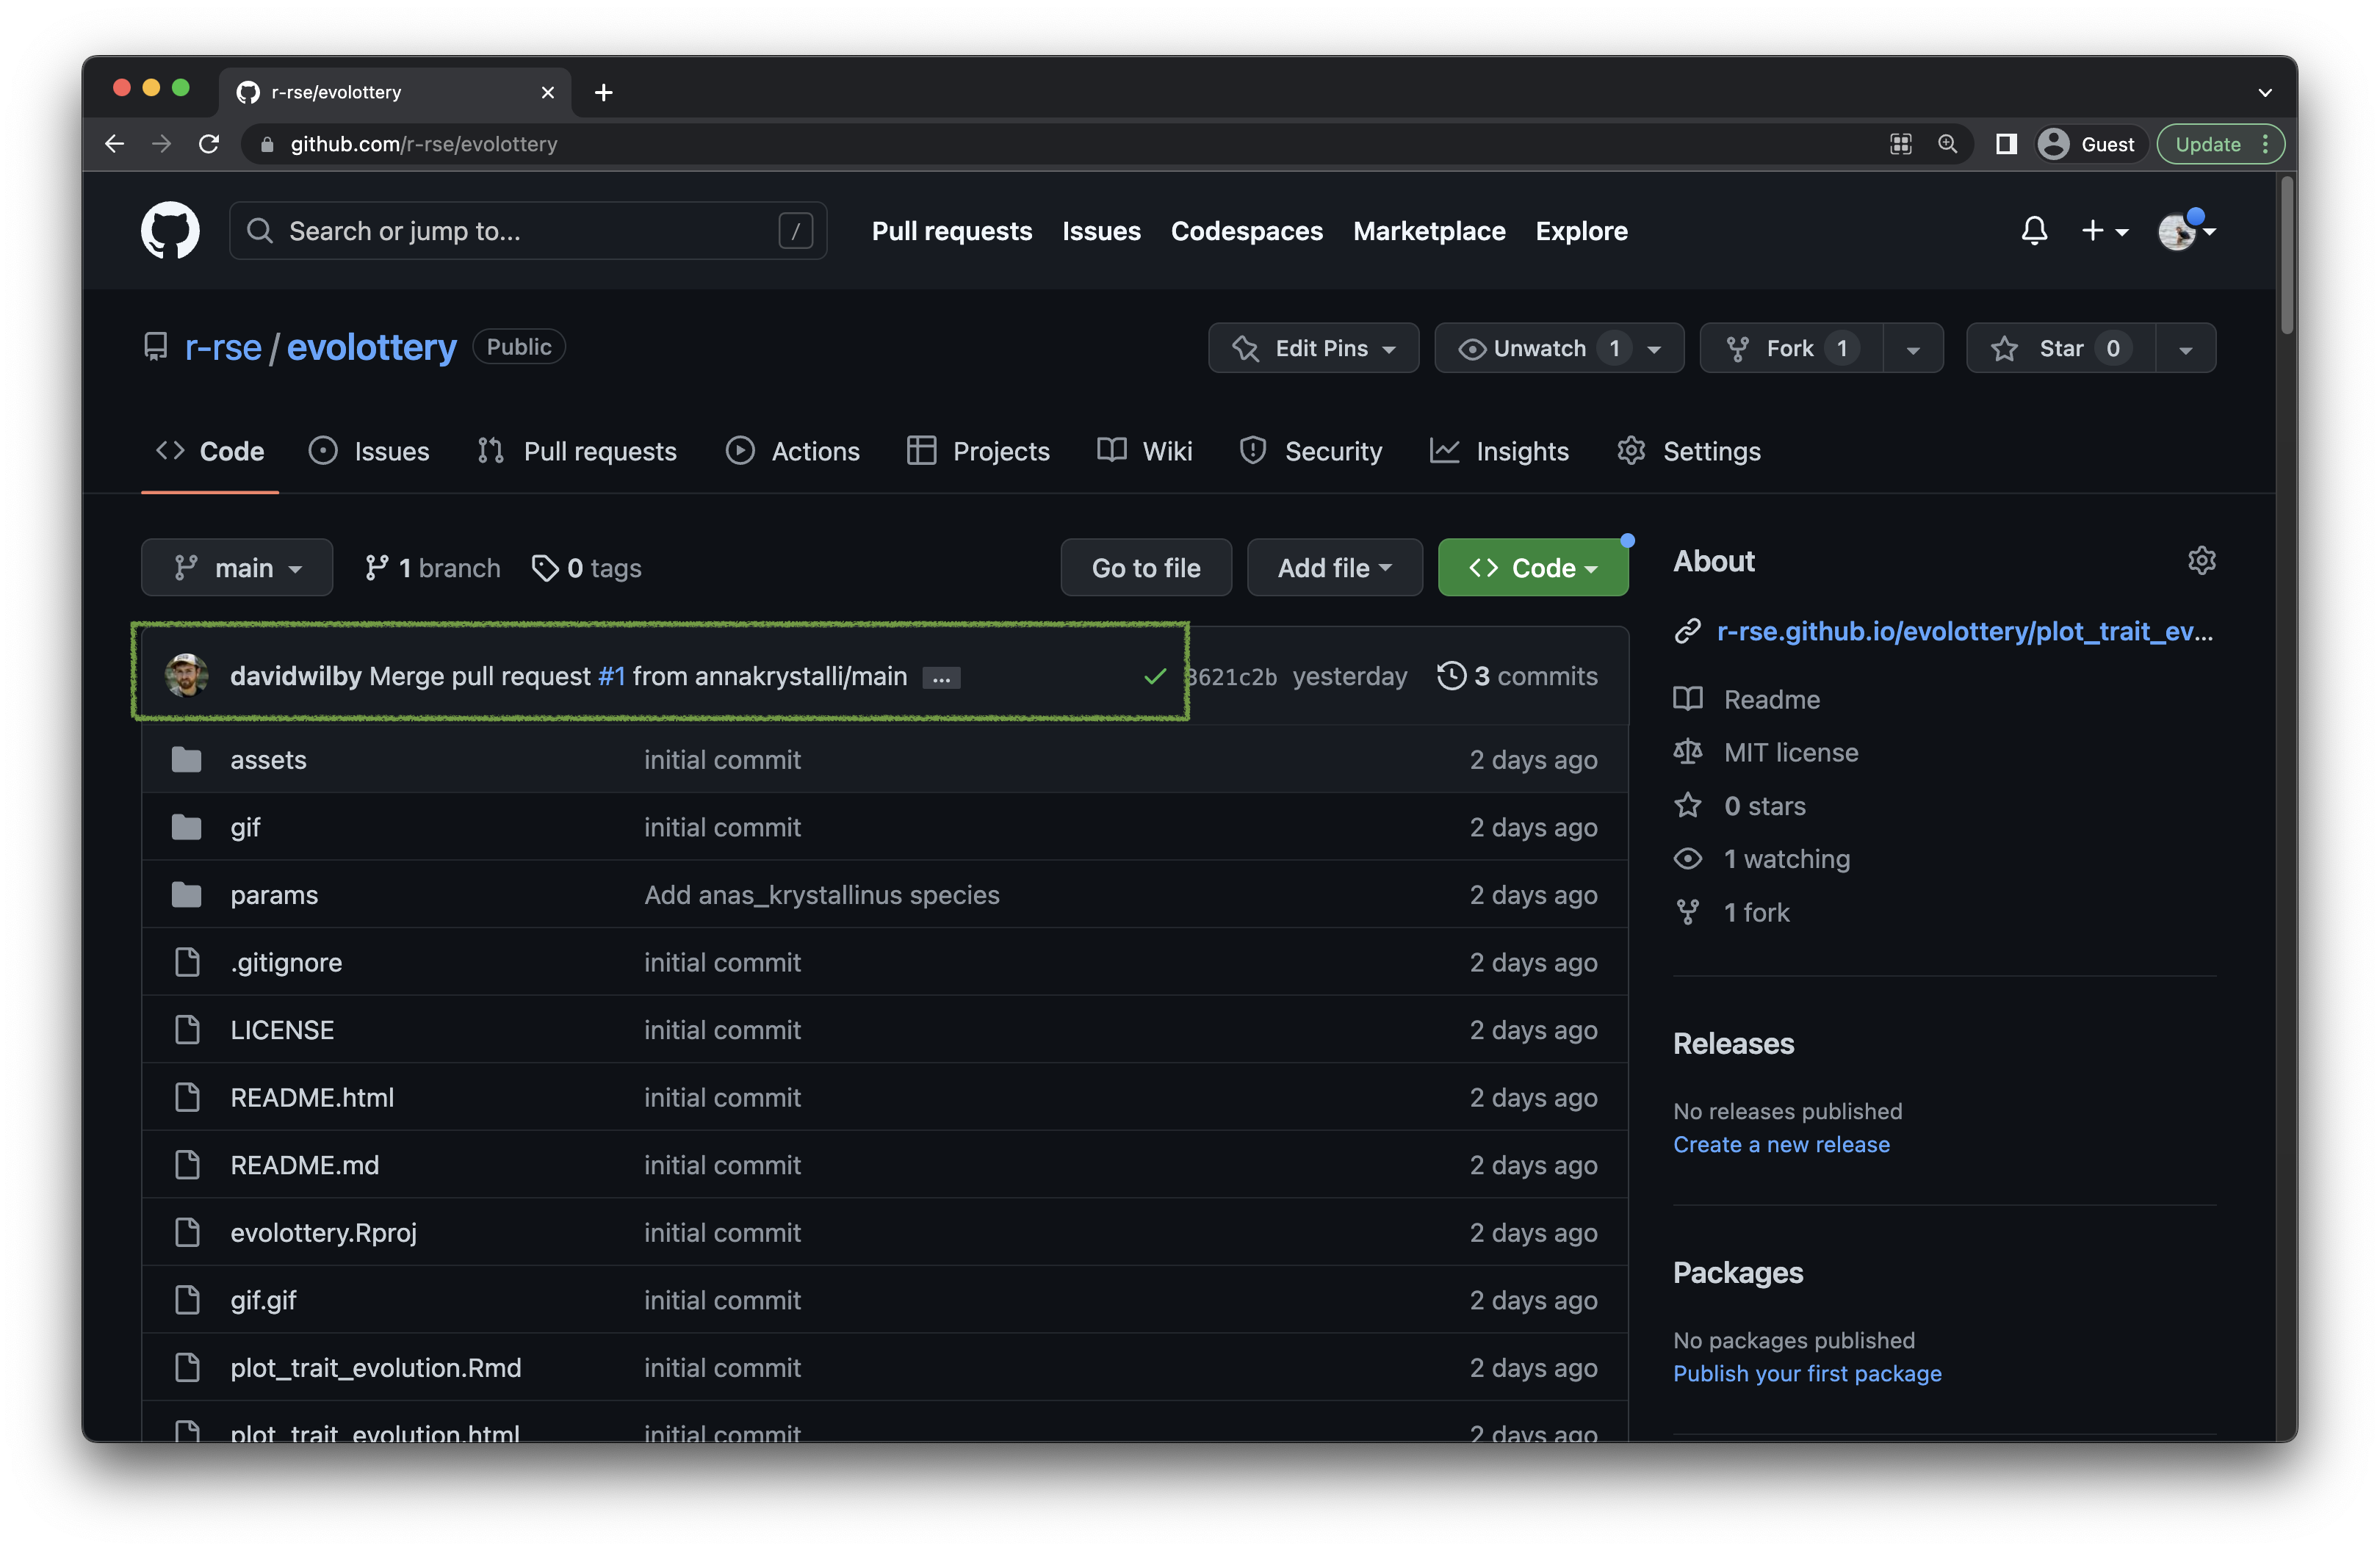 r-rse/evolottery
github.com/r-rse/evolottery
Guest
Update
Search or jump to...
/
Pull requests
Issues
Codespaces
Marketplace
Explore
r-rse / evolottery
Public
Edit Pins
Unwatch 1
Fork 1
Star 0
Code
Issues
Pull requests
Actions
Projects
Wiki
Security
Insights
Settings
main
1 branch
0 tags
Go to file
Add file
Code
davidwilby Merge pull request #1 from annakrystalli/main ...
3621c2b yesterday
3 commits
assets initial commit 2 days ago
gif initial commit 2 days ago
params Add anas_krystallinus species 2 days ago
.gitignore initial commit 2 days ago
LICENSE initial commit 2 days ago
README.html initial commit 2 days ago
README.md initial commit 2 days ago
evolottery.Rproj initial commit 2 days ago
gif.gif initial commit 2 days ago
plot_trait_evolution.Rmd initial commit 2 days ago
plot_trait_evolution.html initial commit 2 days ago
About
r-rse.github.io/evolottery/plot_trait_ev...
Readme
MIT license
0 stars
1 watching
1 fork
Releases
No releases published
Create a new release
Packages
No packages published
Publish your first package